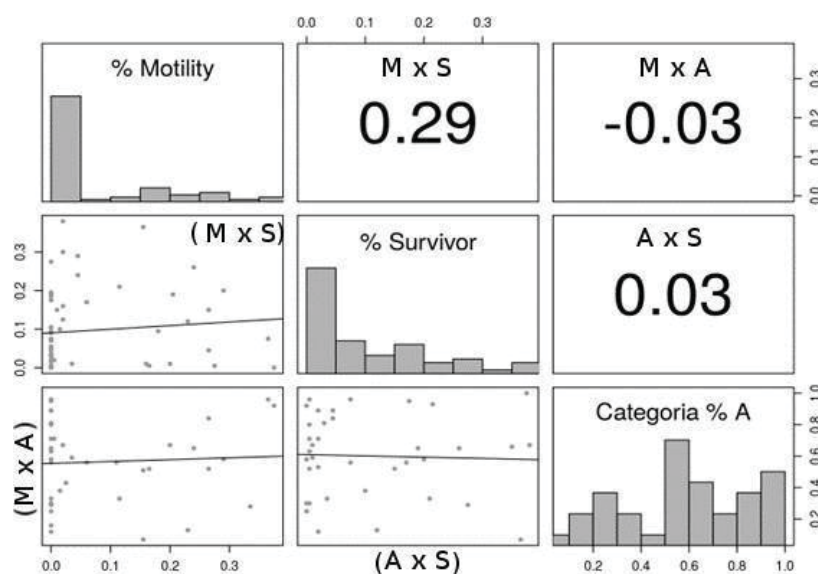 0.0 0.1 0.2 0.3
% Motility
M x S
0.29
M x A
-0.03
0.0 0.1 0.2 0.3
(M x S)
0.0 0.1 0.2 0.3
% Survivor
A x S
0.03
(M x A)
Categoria % A
0.2 0.4 0.6 0.8 1.0
(A x S)
0.0 0.1 0.2 0.3
0.2 0.4 0.6 0.8 1.0